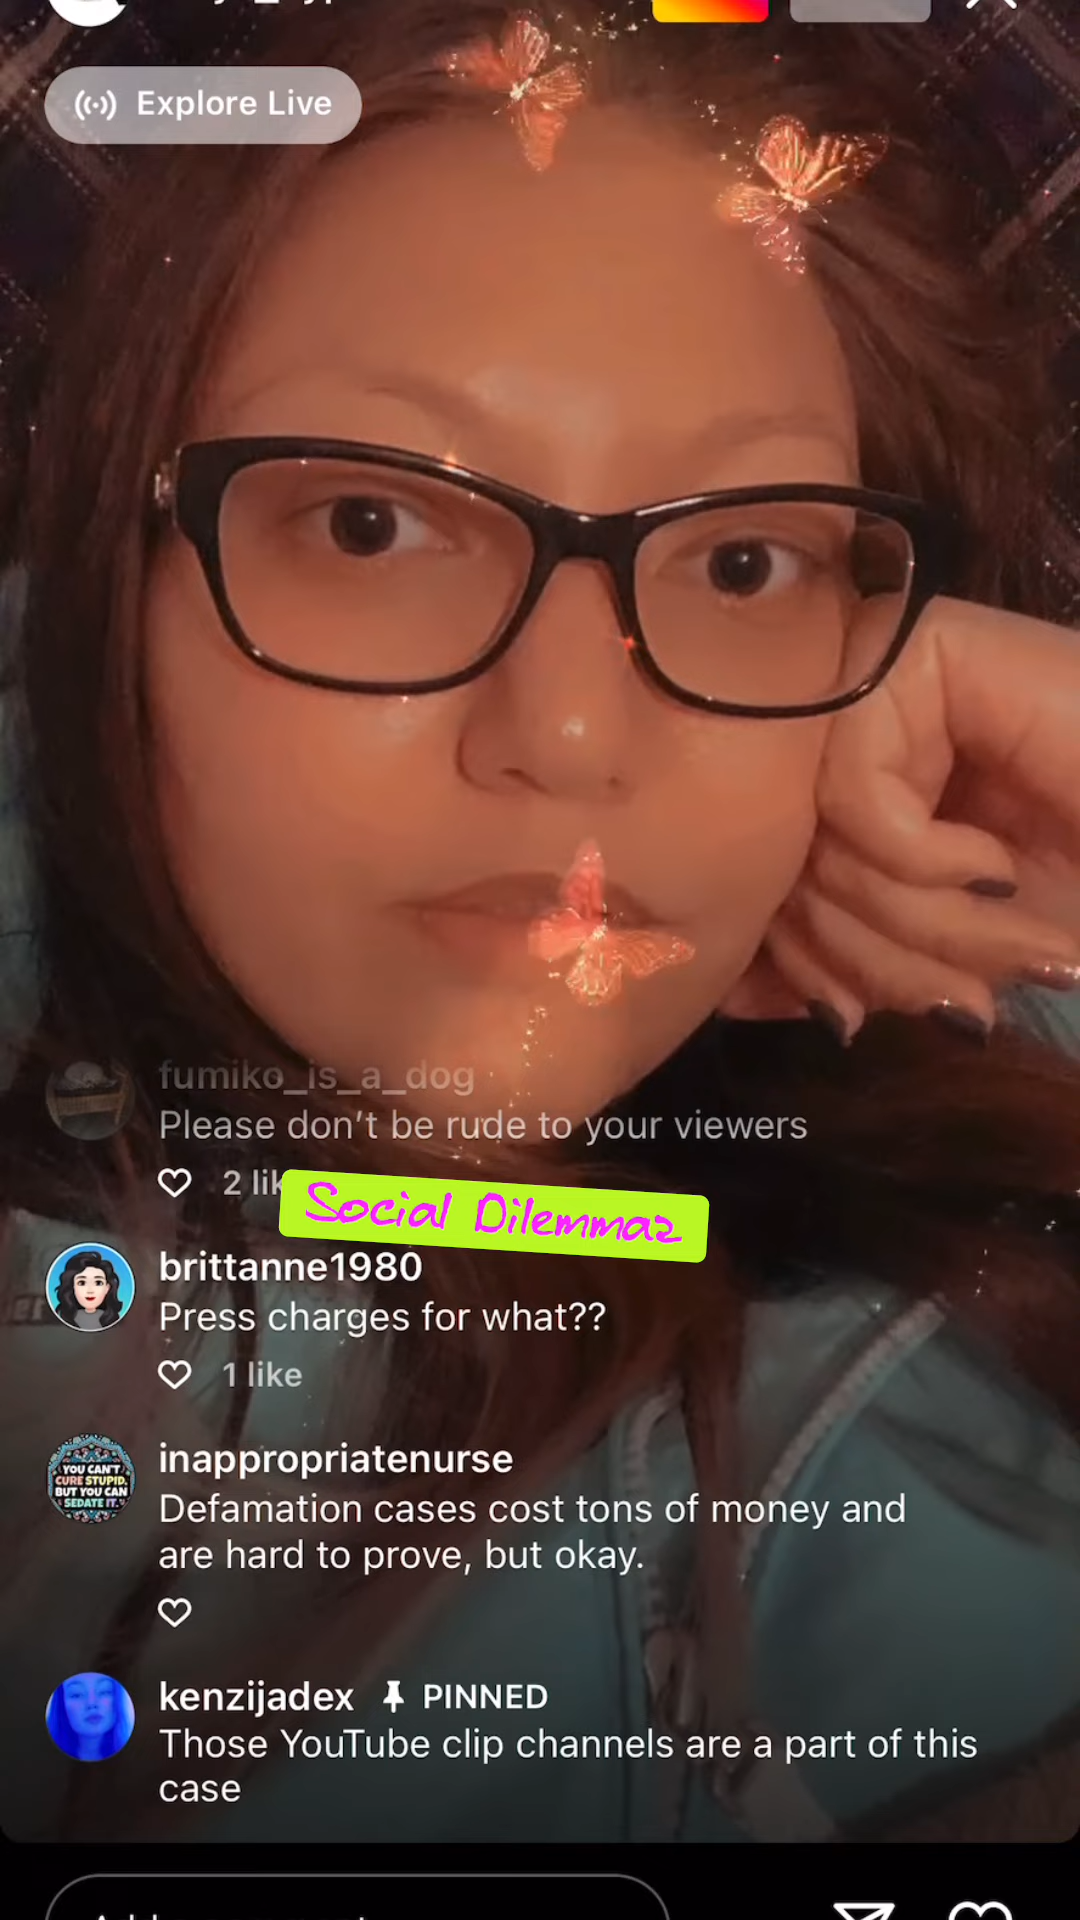 Explore Live
fumiko_is_a_dog
Please don't be rude to your viewers
2 lik
Social Dilemmaz
brittanne1980
Press charges for what??
1 like
inappropriatenurse
YOU CAN'T
CURE STUPID,
BUT YOU CAN
SEDATE IT.
Defamation cases cost tons of money and
are hard to prove, but okay.
kenzijadex PINNED
Those YouTube clip channels are a part of this
case